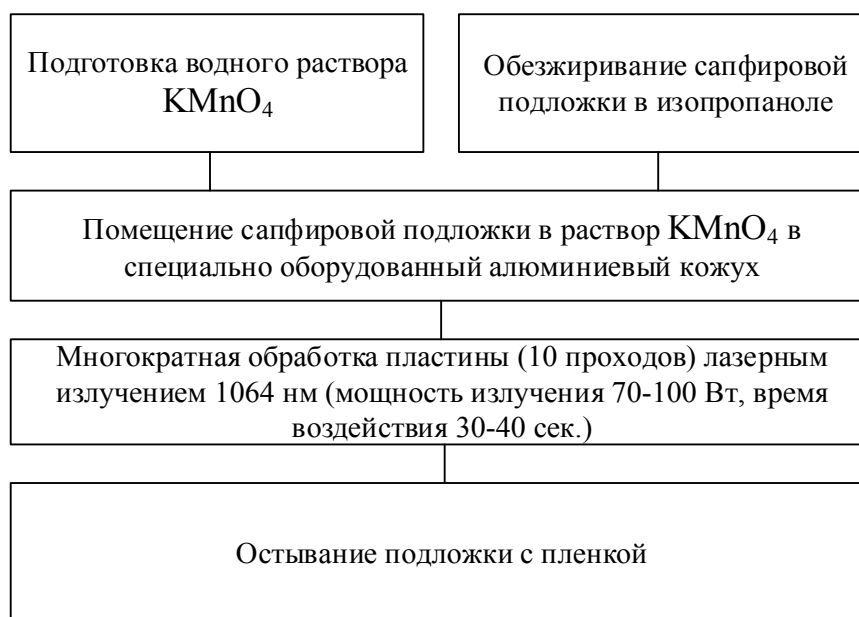 Подготовка водного раствора
KMnO₄
Обезжиривание сапфировой
подложки в изопропаноле
Помещение сапфировой подложки в раствор KMnO₄ в
специально оборудованный алюминиевый кожух
Многократная обработка пластины (10 проходов) лазерным
излучением 1064 нм (мощность излучения 70-100 Вт, время
воздействия 30-40 сек.)
Остывание подложки с пленкой